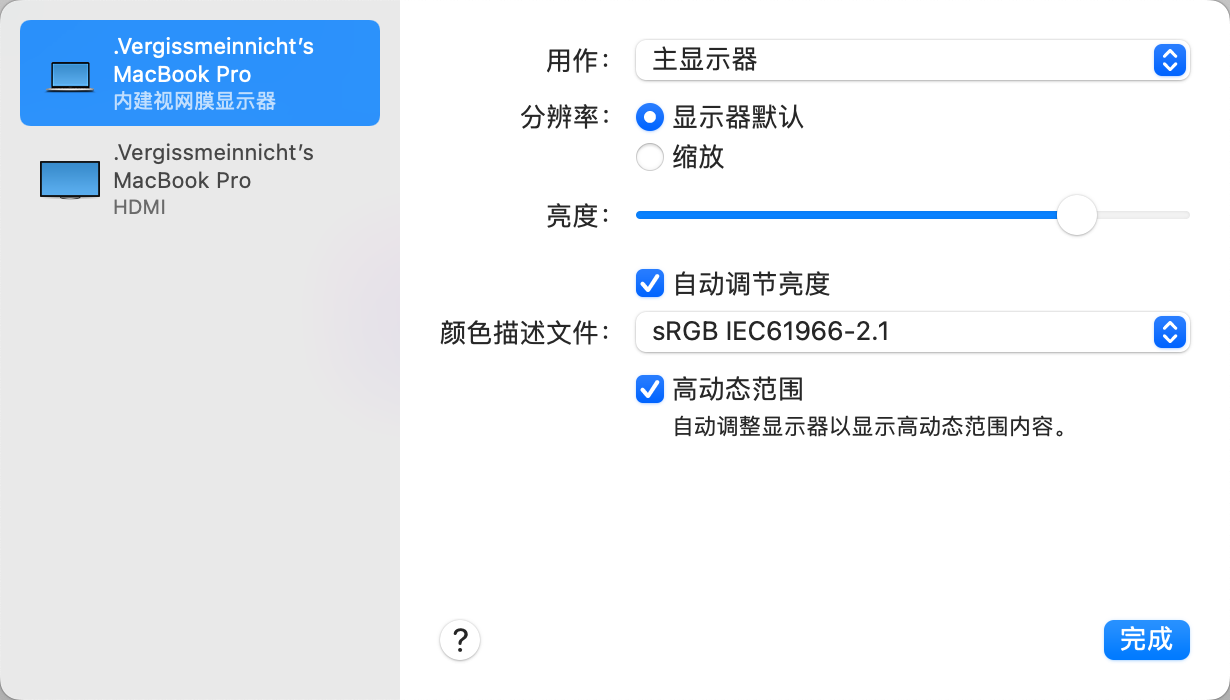 .Vergissmeinnicht’s
MacBook Pro
内建视网膜显示器
.Vergissmeinnicht’s
MacBook Pro
HDMI
用作：
主显示器
分辨率：
显示器默认
缩放
亮度：
自动调节亮度
颜色描述文件：
sRGB IEC61966-2.1
高动态范围
自动调整显示器以显示高动态范围内容。
?
完成